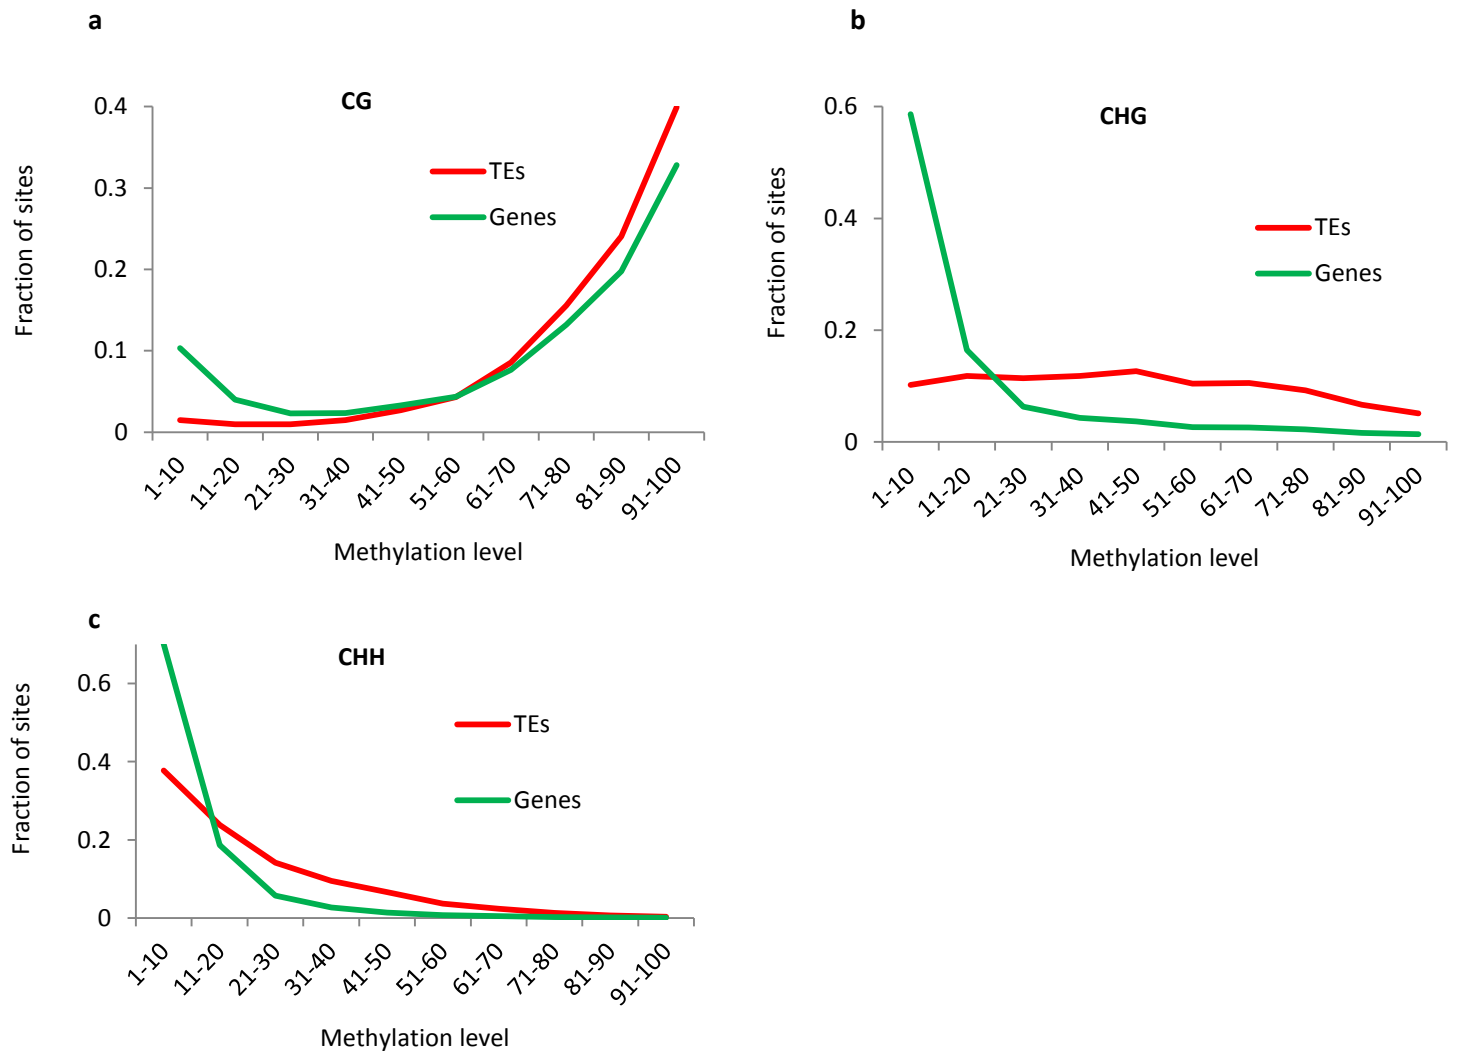 a
CG
0.4
0.3
0.2
0.1
0
Fraction of sites
TEs
Genes
1-10
11-20
21-30
31-40
41-50
51-60
61-70
71-80
81-90
91-100
Methylation level
b
CHG
0.6
0.4
0.2
0
Fraction of sites
TEs
Genes
1-10
11-20
21-30
31-40
41-50
51-60
61-70
71-80
81-90
91-100
Methylation level
c
CHH
0.6
0.4
0.2
0
Fraction of sites
TEs
Genes
1-10
11-20
21-30
31-40
41-50
51-60
61-70
71-80
81-90
91-100
Methylation level